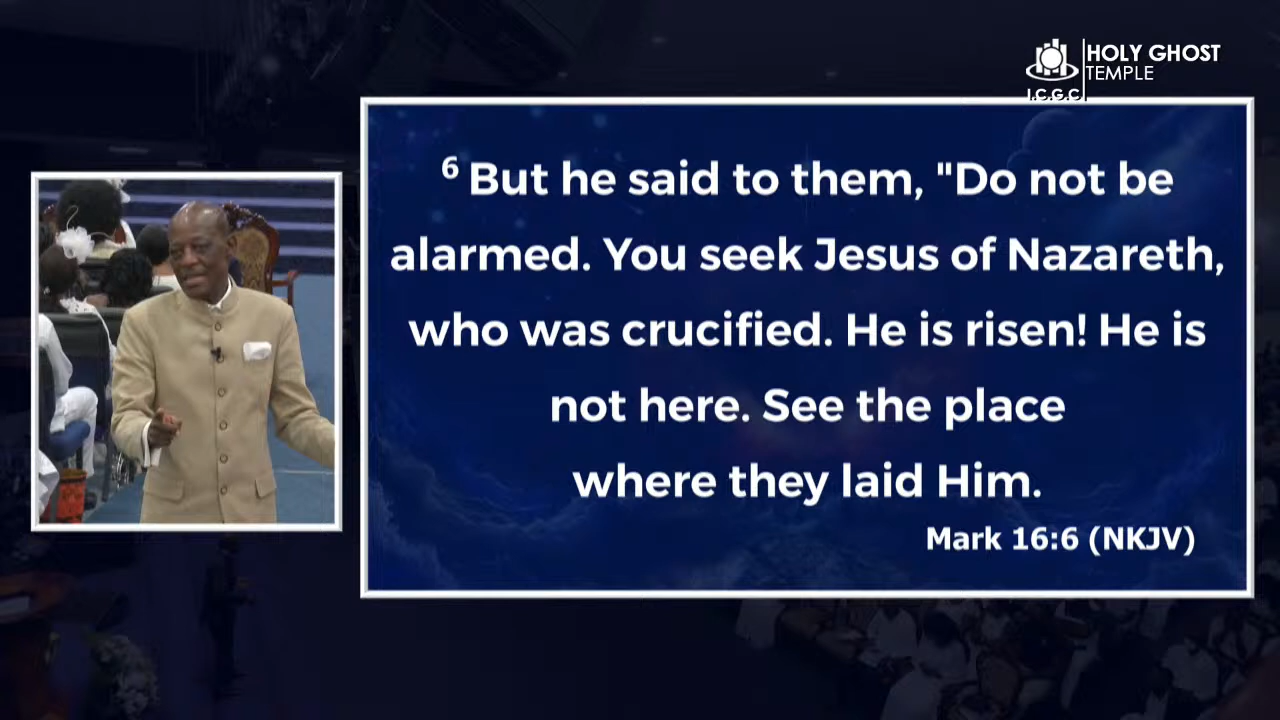 HOLY GHOST
TEMPLE
I.C.G.C
6 But he said to them, "Do not be
alarmed. You seek Jesus of Nazareth,
who was crucified. He is risen! He is
not here. See the place
where they laid Him.
Mark 16:6 (NKJV)